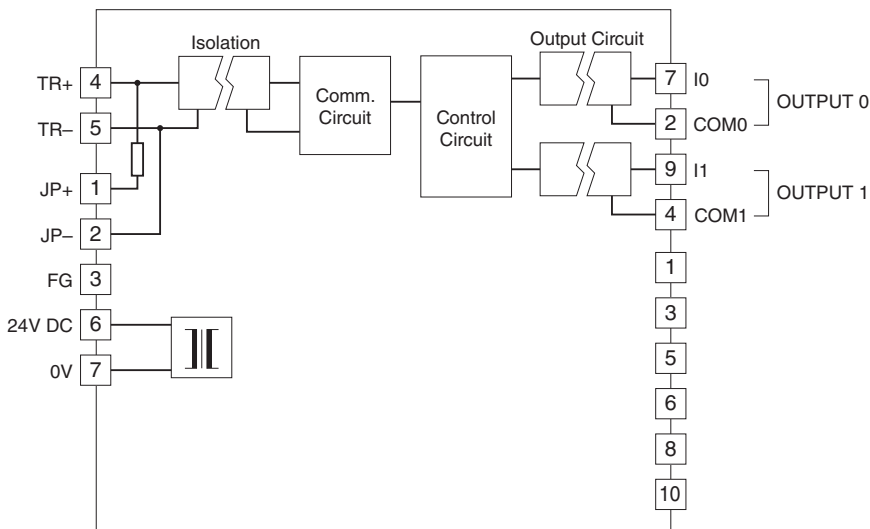 Isolation
Output Circuit
TR+ 4
TR– 5
JP+ 1
JP– 2
FG 3
24V DC 6
0V 7
Comm.
Circuit
Control
Circuit
7 I0
2 COM0
OUTPUT 0
9 I1
4 COM1
OUTPUT 1
1
3
5
6
8
10